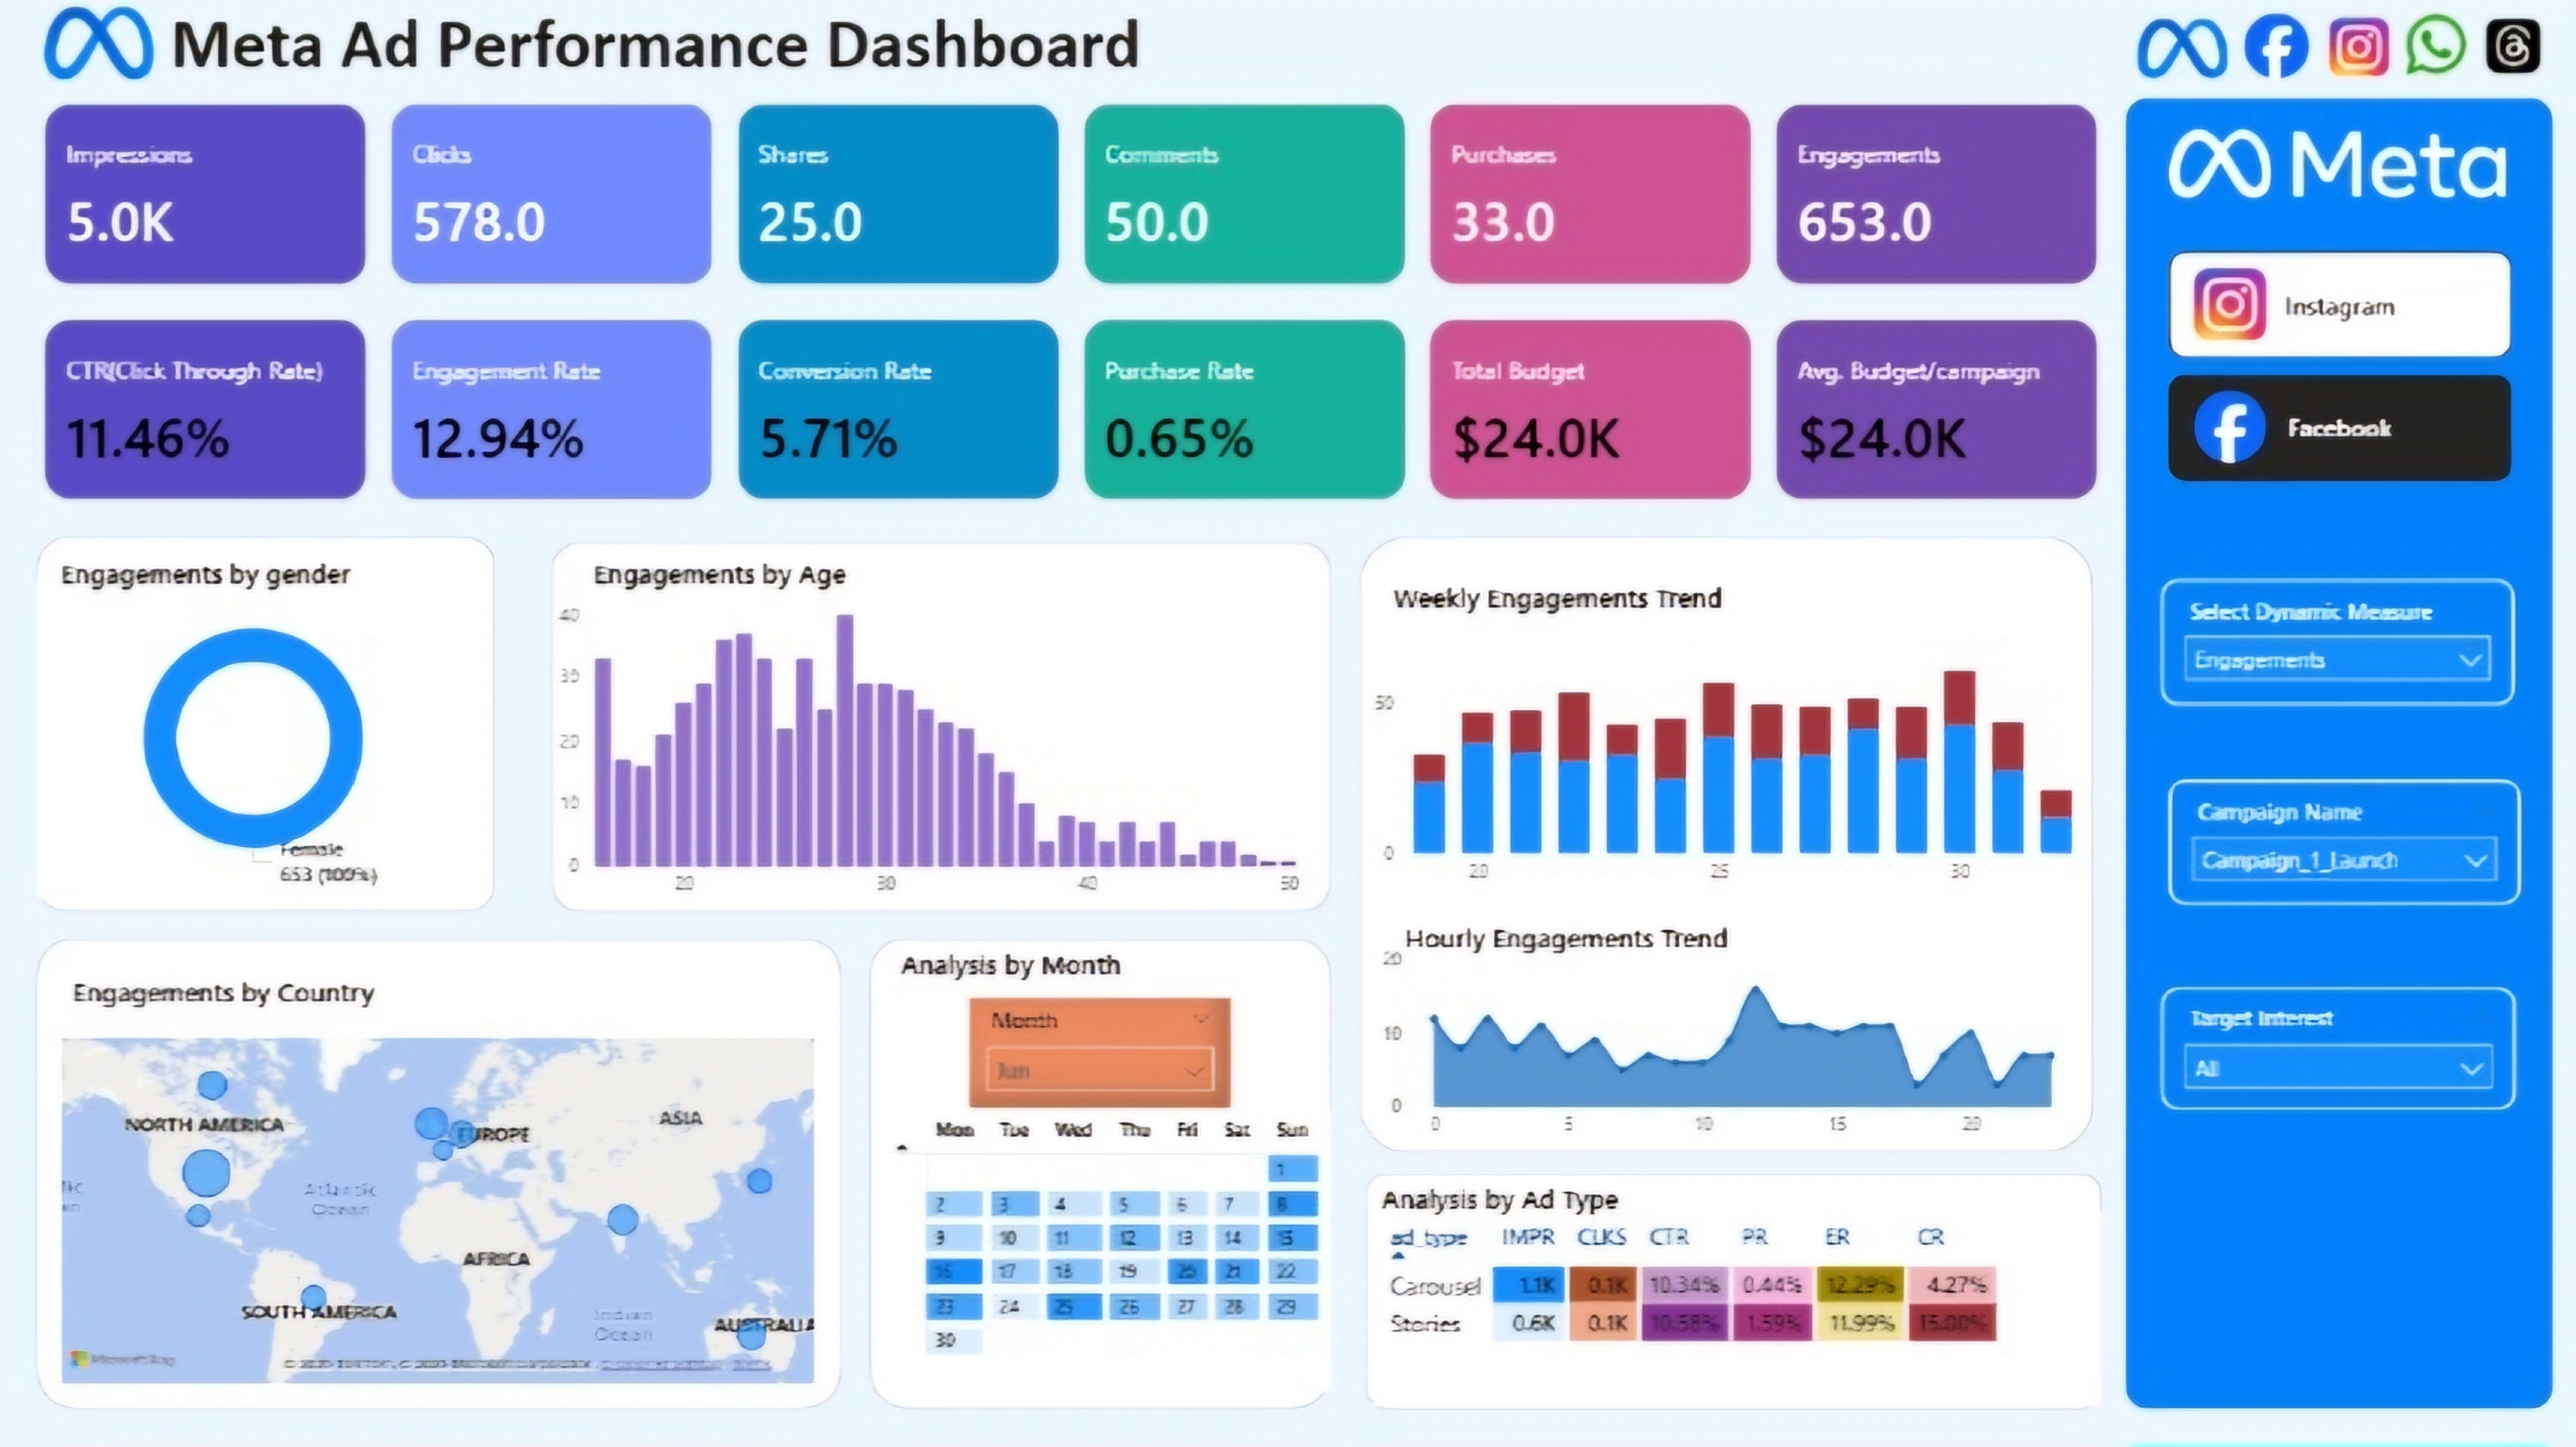 Meta Ad Performance Dashboard
Impressions
5.0K
Clicks
578.0
Shares
25.0
Comments
50.0
Purchases
33.0
Engagements
653.0
CTR(Click Through Rate)
11.46%
Engagement Rate
12.94%
Conversion Rate
5.71%
Purchase Rate
0.65%
Total Budget
$24.0K
Avg. Budget/campaign
$24.0K
Meta
Instagram
Facebook
Select Dynamic Measure
Engagements
Campaign Name
Campaign_1_Launch
Target Interest
All
Engagements by gender
Female
653 (100%)
Engagements by Age
40
30
20
10
0
20 30 40 50
Weekly Engagements Trend
50
0
20 25 30
Hourly Engagements Trend
20
10
0
0 5 10 15 20
Engagements by Country
NORTH AMERICA
EUROPE
ASIA
Atlantic
Ocean
AFRICA
SOUTH AMERICA
Indian
Ocean
AUSTRALIA
Microsoft Bing
Analysis by Month
Month
Jun
Mon Tue Wed Thu Fri Sat Sun
1
2 3 4 5 6 7 8
9 10 11 12 13 14 15
16 17 18 19 20 21 22
23 24 25 26 27 28 29
30
Analysis by Ad Type
ad_type IMPR CLKS CTR PR ER CR
Carousel 1.1K 0.1K 10.34% 0.44% 12.29% 4.27%
Stories 0.6K 0.1K 10.58% 1.59% 11.99% 15.00%